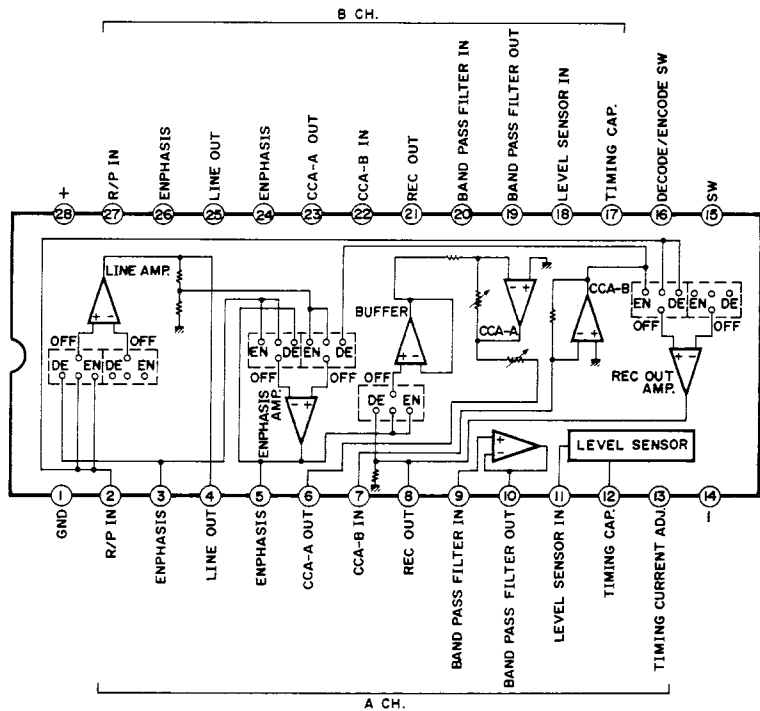 B CH.
+
R/P IN
ENPHASIS
LINE OUT
ENPHASIS
CCA-A OUT
CCA-B IN
REC OUT
BAND PASS FILTER IN
BAND PASS FILTER OUT
LEVEL SENSOR IN
TIMING CAP.
DECODE/ENCODE SW
SW
28 27 26 25 24 23 22 21 20 19 18 17 16 15
LINE AMP.
+ -
OFF OFF
DE EN DE EN
EN DE EN DE
OFF OFF
+ -
ENPHASIS AMP.
BUFFER
+ -
OFF
DE EN
- +
CCA-A
CCA-B
- +
EN DE EN DE
OFF OFF
+ -
REC OUT AMP.
+
-
LEVEL SENSOR
1 2 3 4 5 6 7 8 9 10 11 12 13 14
GND
R/P IN
ENPHASIS
LINE OUT
ENPHASIS
CCA-A OUT
CCA-B IN
REC OUT
BAND PASS FILTER IN
BAND PASS FILTER OUT
LEVEL SENSOR IN
TIMING CAP.
TIMING CURRENT ADJ.
-
A CH.